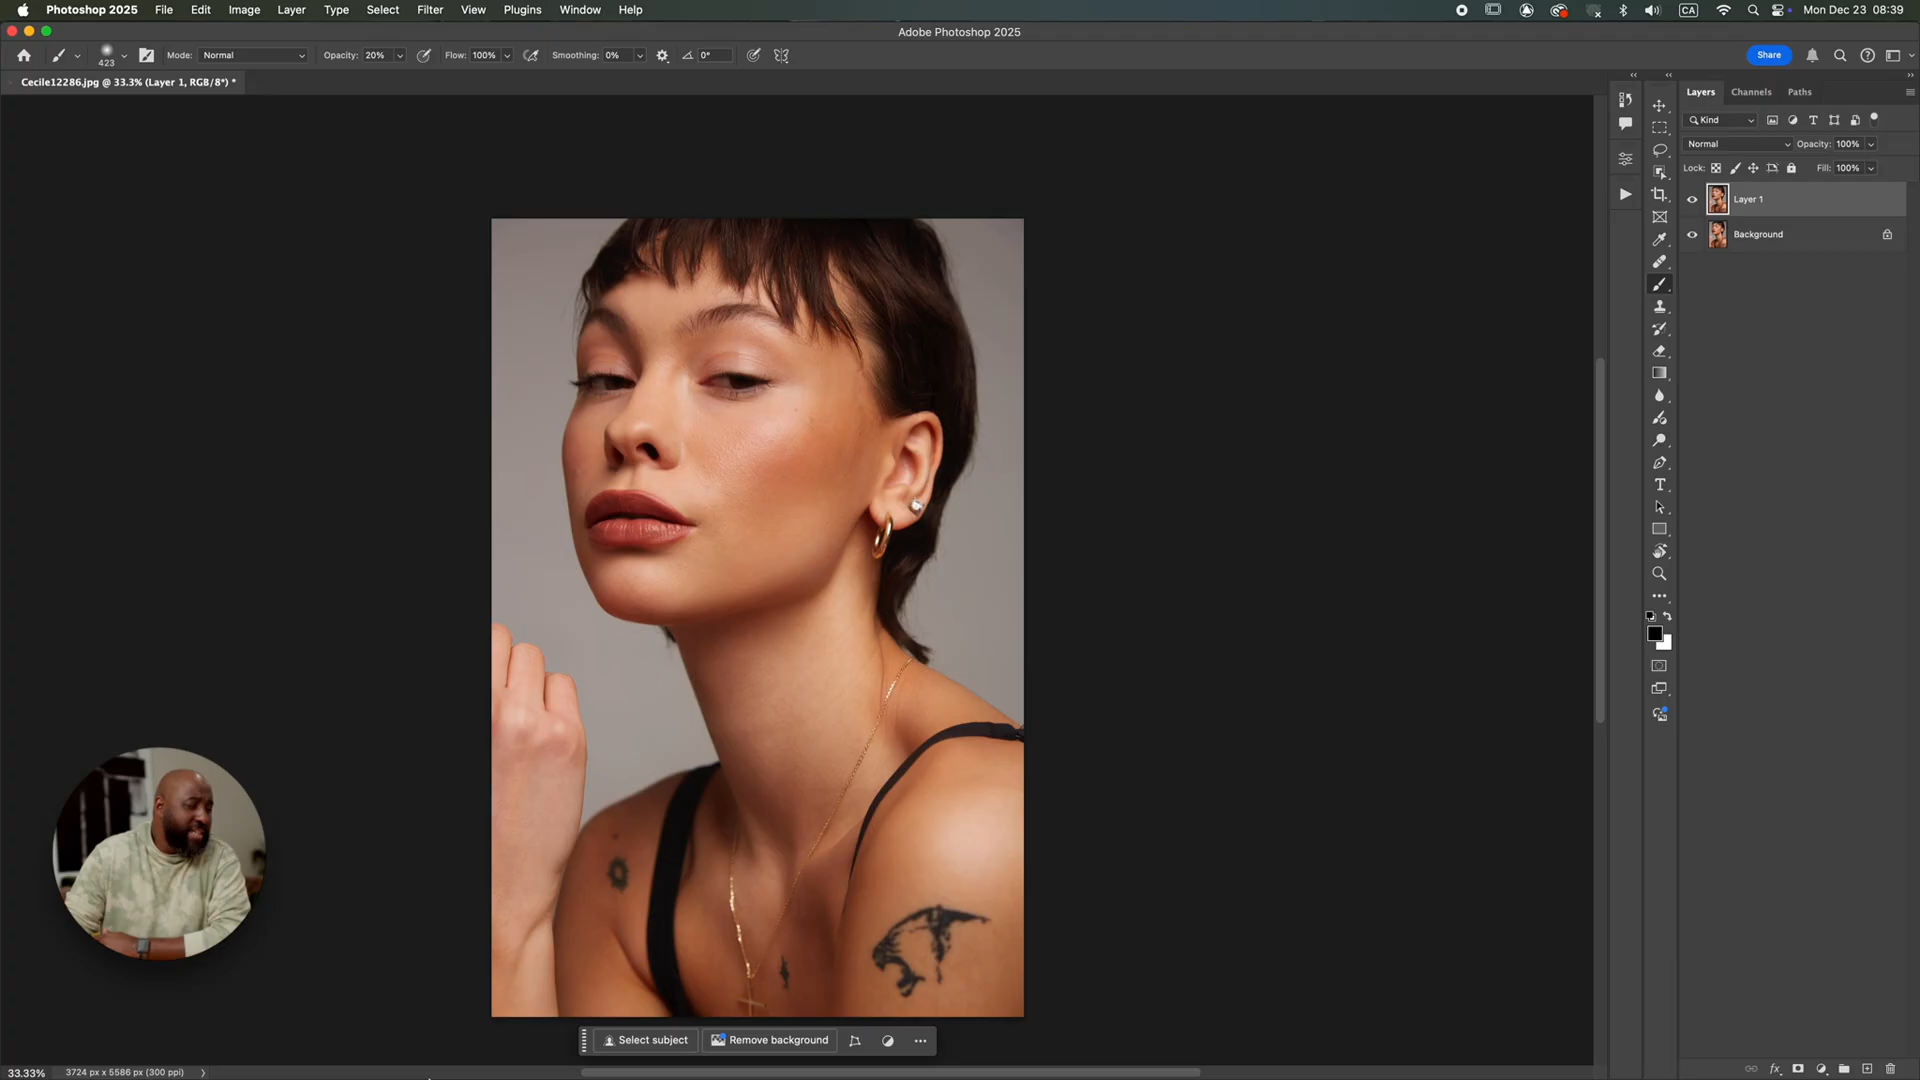 Photoshop 2025 File Edit Image Layer Type Select Filter View Plugins Window Help CA Mon Dec 23 08:39
Adobe Photoshop 2025
423 Mode: Normal Opacity: 20% Flow: 100% Smoothing: 0% 0° Share
Cecile12286.jpg @ 33.3% (Layer 1, RGB/8*) *
Layers Channels Paths
Kind
Normal Opacity: 100%
Lock: Fill: 100%
Layer 1
Background
Select subject Remove background
33.33% 3724 px x 5586 px (300 ppi)